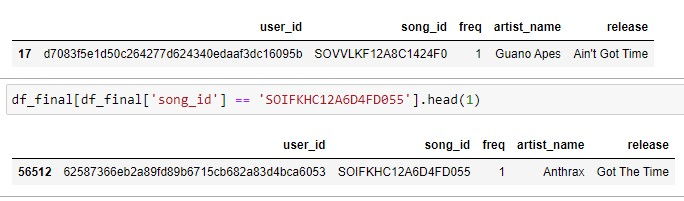 user_id song_id freq artist_name release
17 d7083f5e1d50c264277d624340edaaf3dc16095b SOVVLKF12A8C1424F0 1 Guano Apes Ain't Got Time
df_final[df_final['song_id'] == 'SOIFKHC12A6D4FD055'].head(1)
user_id song_id freq artist_name release
56512 62587366eb2a89fd89b6715cb682a83d4bca6053 SOIFKHC12A6D4FD055 1 Anthrax Got The Time